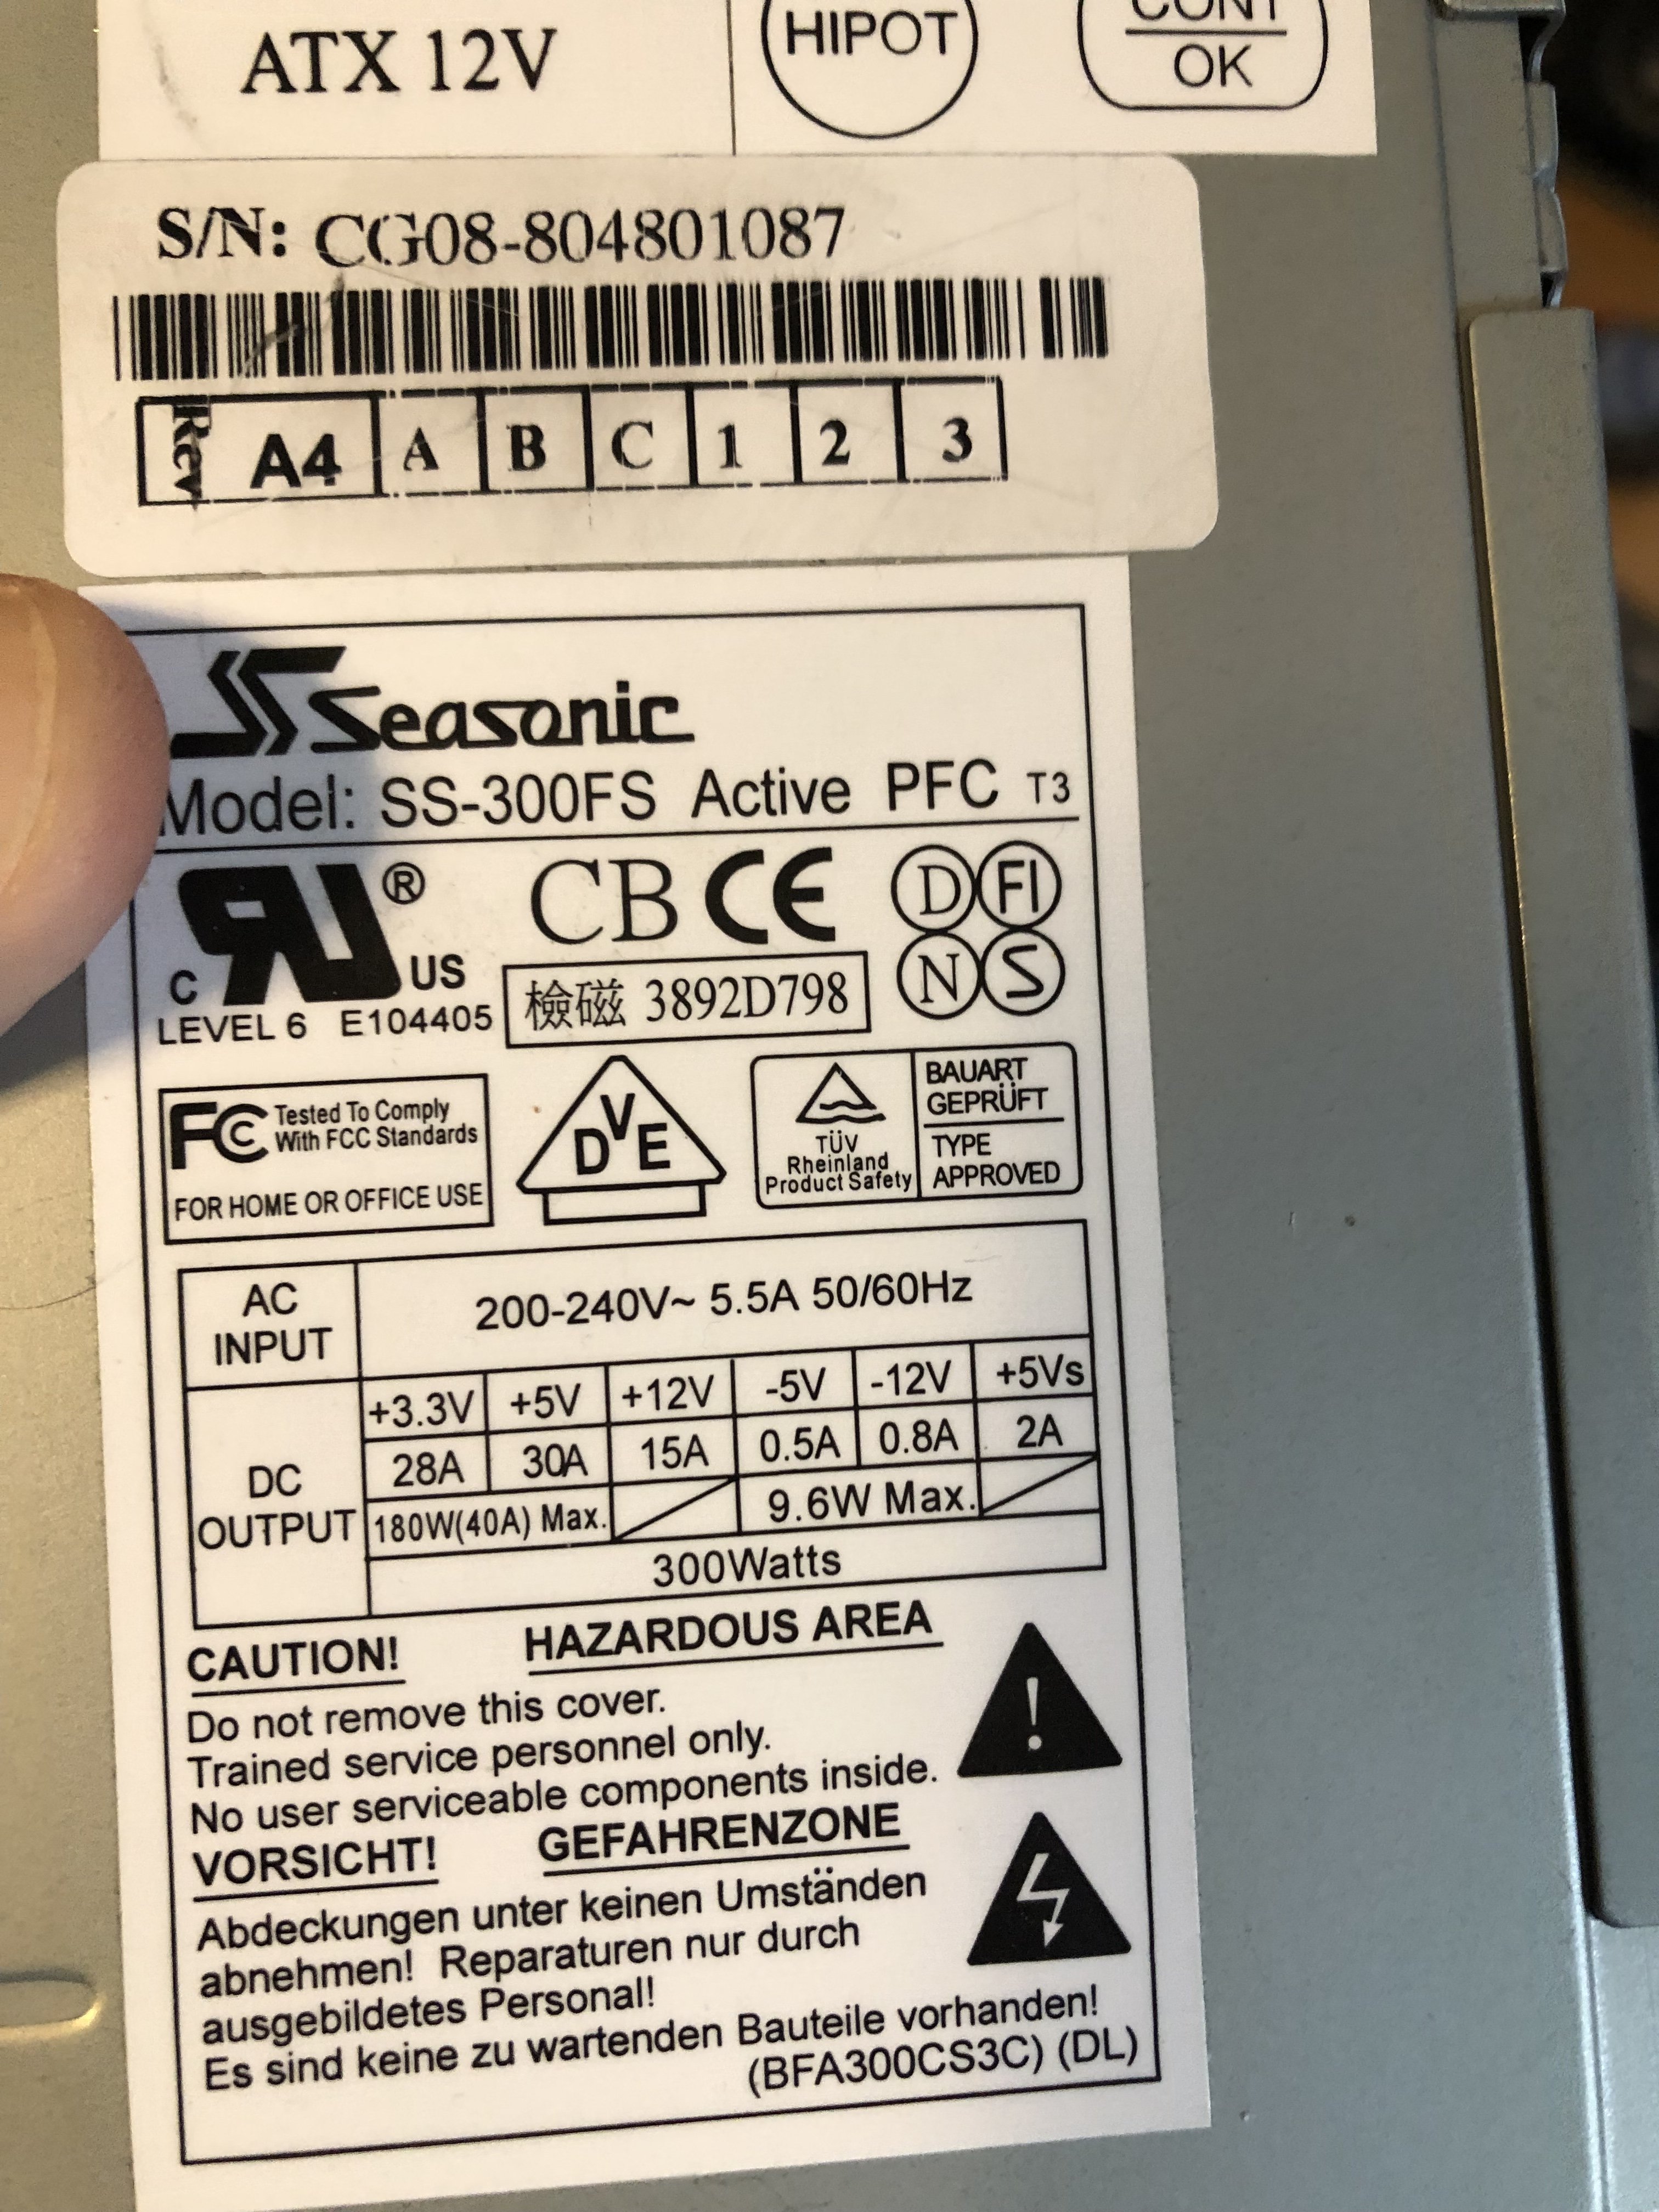 ATX 12V
HIPOT
CONT
OK
S/N: CG08-804801087
Rev A4 A B C 1 2 3
Seasonic
Model: SS-300FS Active PFC T3
® CB CE D FI
C US N S
LEVEL 6 E104405 檢磁 3892D798
FC Tested To Comply
With FCC Standards
FOR HOME OR OFFICE USE
DVE
TÜV
Rheinland
Product Safety
BAUART
GEPRÜFT
TYPE
APPROVED
AC
INPUT
200-240V~ 5.5A 50/60Hz
DC
OUTPUT
+3.3V +5V +12V -5V -12V +5Vs
28A 30A 15A 0.5A 0.8A 2A
180W(40A) Max. 9.6W Max.
300Watts
CAUTION! HAZARDOUS AREA
Do not remove this cover.
Trained service personnel only.
No user serviceable components inside.
VORSICHT! GEFAHRENZONE
Abdeckungen unter keinen Umständen
abnehmen! Reparaturen nur durch
ausgebildetes Personal!
Es sind keine zu wartenden Bauteile vorhanden!
(BFA300CS3C) (DL)